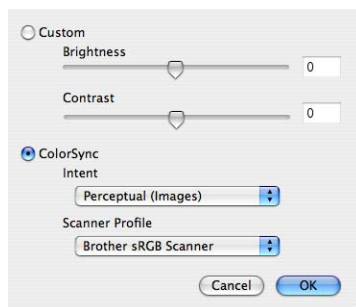 Custom
Brightness
0
Contrast
0
ColorSync
Intent
Perceptual (Images)
Scanner Profile
Brother sRGB Scanner
Cancel OK